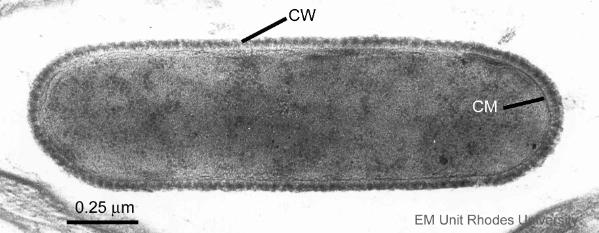 CW
CM
0.25 μm
EM Unit Rhodes University